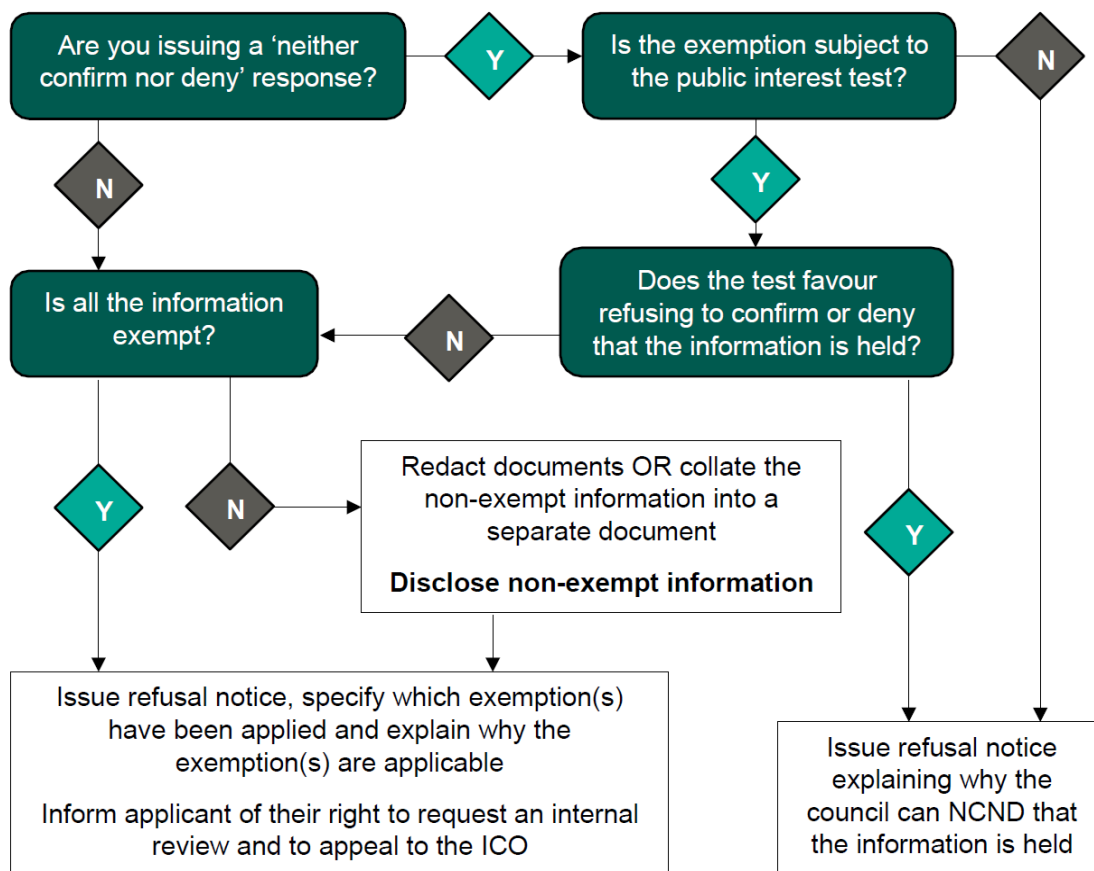 Are you issuing a ‘neither
confirm nor deny’ response?
Y
Is the exemption subject to
the public interest test?
N
N
Y
Is all the information
exempt?
N
Does the test favour
refusing to confirm or deny
that the information is held?
Y
N
Redact documents OR collate the
non-exempt information into a
separate document
Disclose non-exempt information
Y
Issue refusal notice, specify which exemption(s)
have been applied and explain why the
exemption(s) are applicable
Inform applicant of their right to request an internal
review and to appeal to the ICO
Issue refusal notice
explaining why the
council can NCND that
the information is held